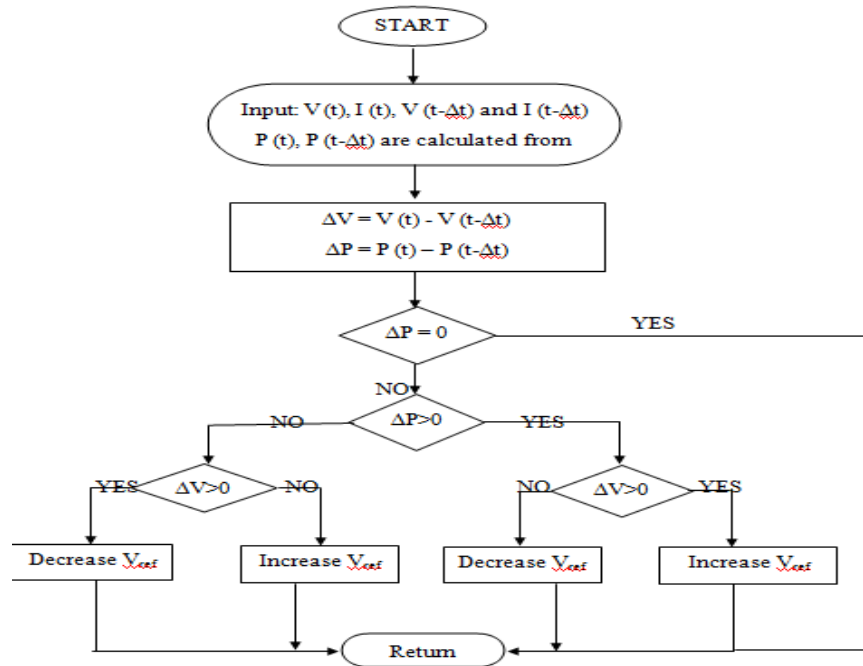 START
Input: V (t), I (t), V (t-Δt) and I (t-Δt)
P (t), P (t-Δt) are calculated from
ΔV = V (t) - V (t-Δt)
ΔP = P (t) – P (t-Δt)
ΔP = 0
YES
NO
ΔP>0
NO
YES
ΔV>0
YES
NO
ΔV>0
NO
YES
Decrease Vref
Increase Vref
Decrease Vref
Increase Vref
Return